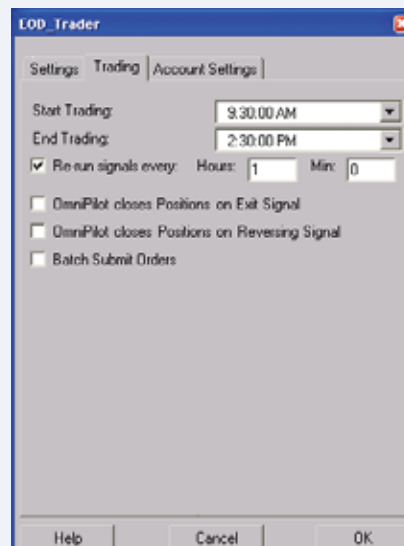 EOD_Trader
Settings Trading Account Settings
Start Trading: 9:30:00 AM
End Trading: 2:30:00 PM
Re-run signals every: Hours: 1 Min: 0
OmniPilot closes Positions on Exit Signal
OmniPilot closes Positions on Reversing Signal
Batch Submit Orders
Help Cancel OK